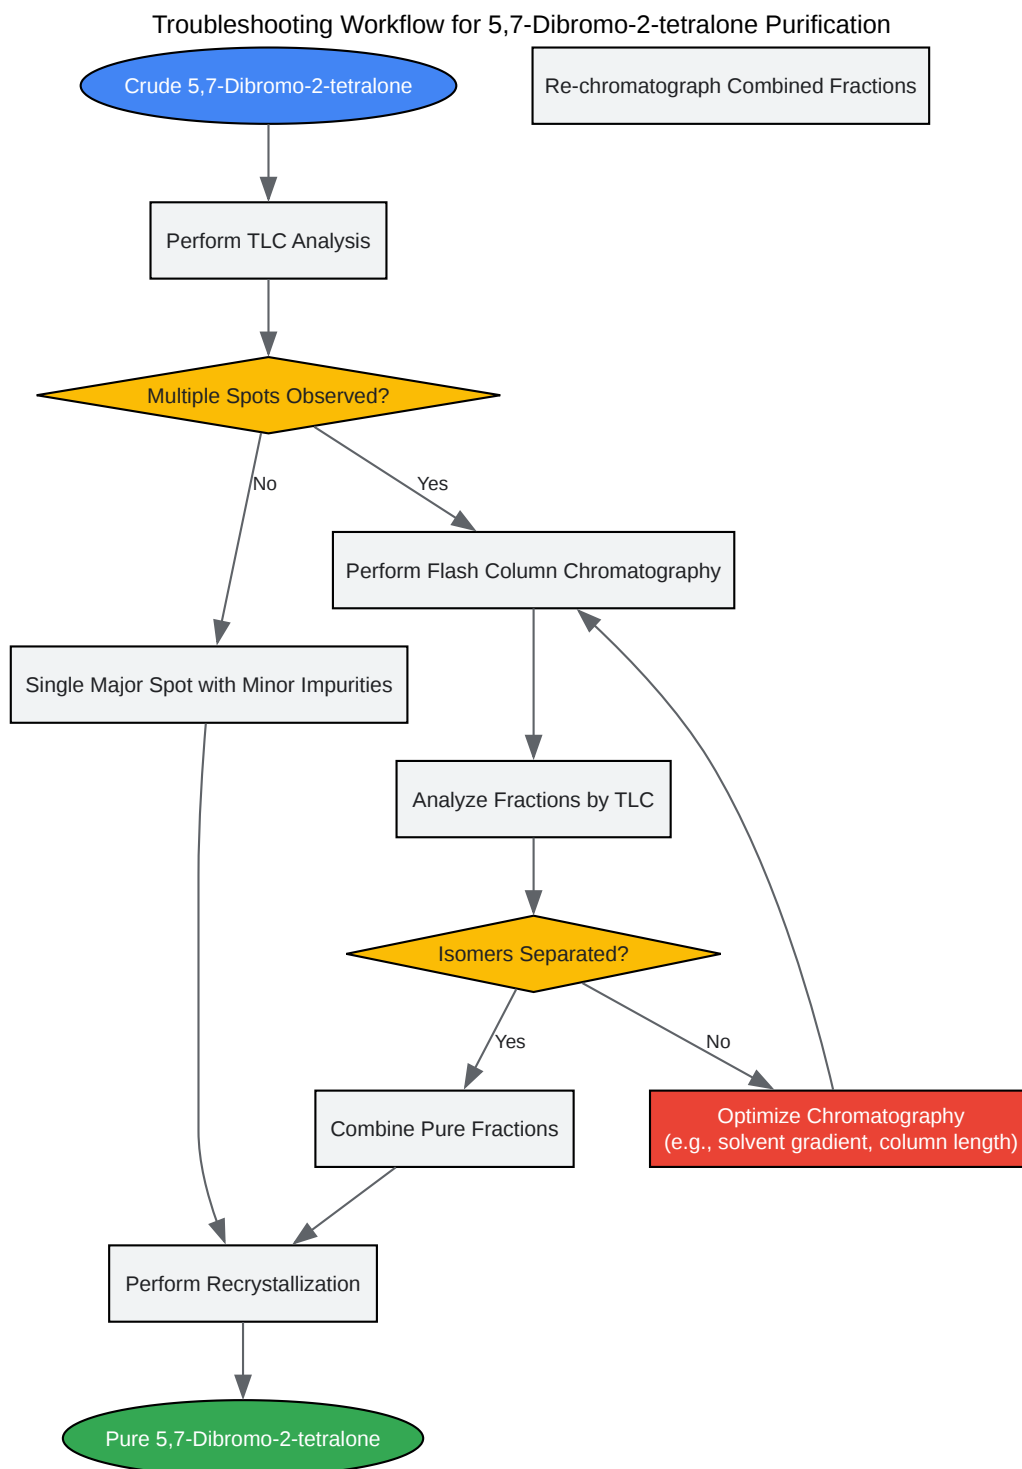 Troubleshooting Workflow for 5,7-Dibromo-2-tetralone Purification
Crude 5,7-Dibromo-2-tetralone
Re-chromatograph Combined Fractions
Perform TLC Analysis
Multiple Spots Observed?
No
Yes
Perform Flash Column Chromatography
Single Major Spot with Minor Impurities
Analyze Fractions by TLC
Isomers Separated?
Yes
No
Combine Pure Fractions
Optimize Chromatography
(e.g., solvent gradient, column length)
Perform Recrystallization
Pure 5,7-Dibromo-2-tetralone